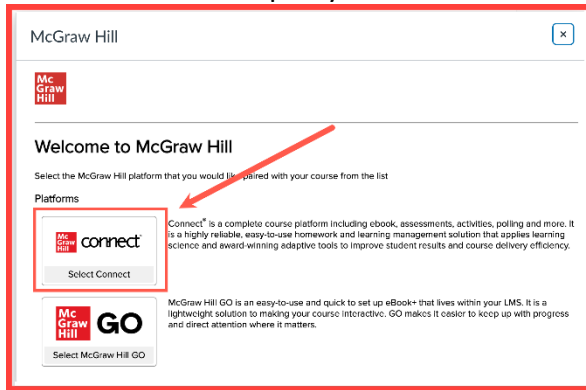 McGraw Hill
×
Mc
Graw
Hill
Welcome to McGraw Hill
Select the McGraw Hill platform that you would paired with your course from the list
Platforms
Mc
Graw
Hill connect
Select Connect
Connect® is a complete course platform including ebook, assessments, activities, polling and more. It
is a highly reliable, easy-to-use homework and learning management solution that applies learning
science and award-winning adaptive tools to improve student results and course delivery efficiency.
Mc
Graw
Hill GO
Select McGraw Hill GO
McGraw Hill GO is an easy-to-use and quick to set up eBook+ that lives within your LMS. It is a
lightweight solution to making your course interactive. GO makes it easier to keep up with progress
and direct attention where it matters.